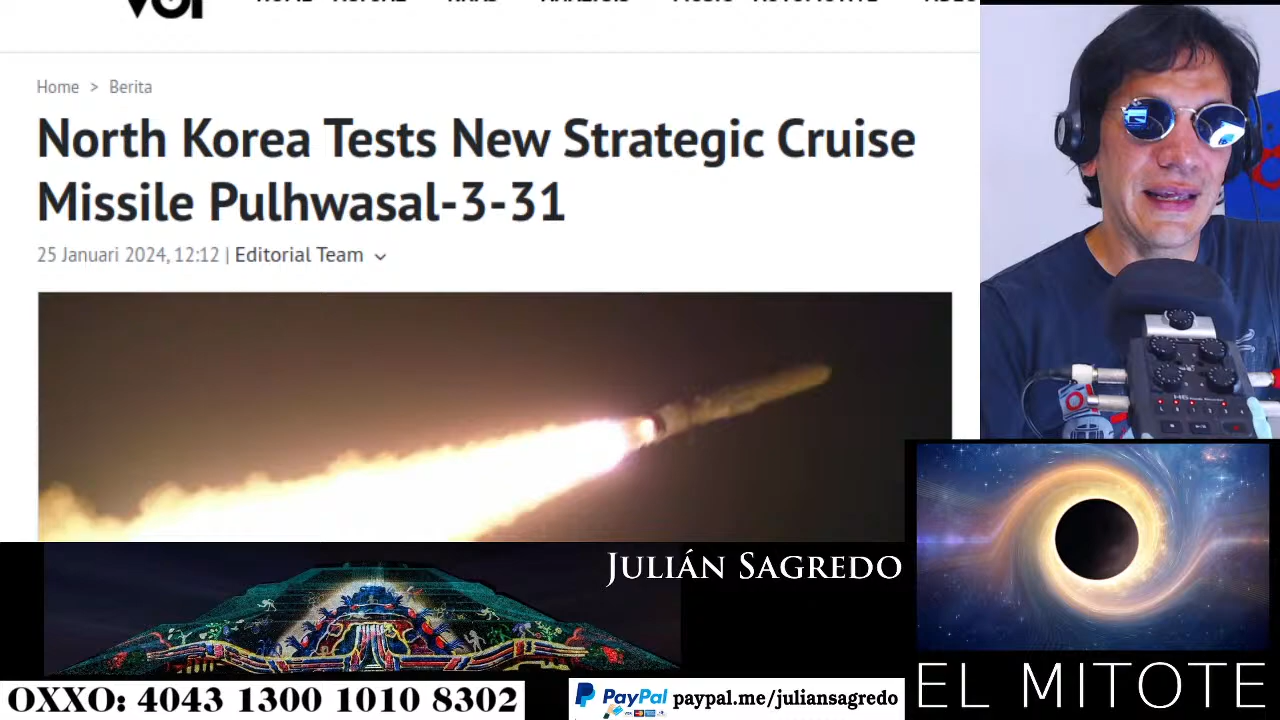 VOI
Home > Berita
North Korea Tests New Strategic Cruise
Missile Pulhwasal-3-31
25 Januari 2024, 12:12 | Editorial Team
JULIÁN SAGREDO
EL MITOTE
OXXO: 4043 1300 1010 8302
PayPal paypal.me/juliansagredo